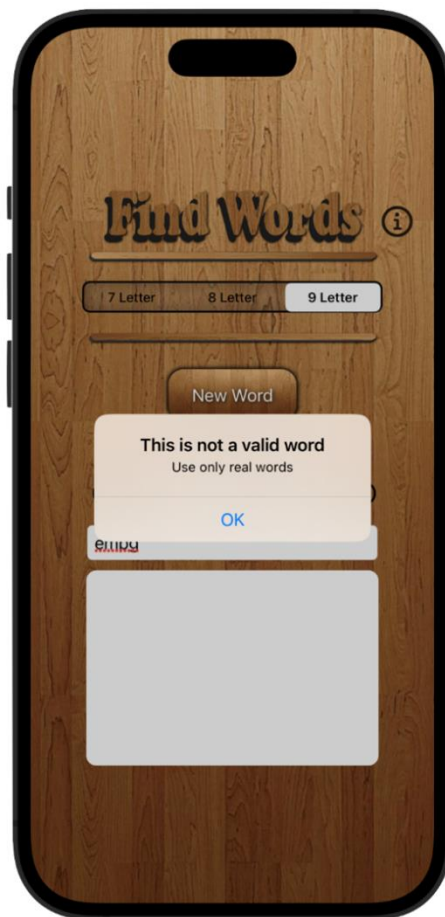 Find Words
7 Letter 8 Letter 9 Letter
New Word
This is not a valid word
Use only real words
OK